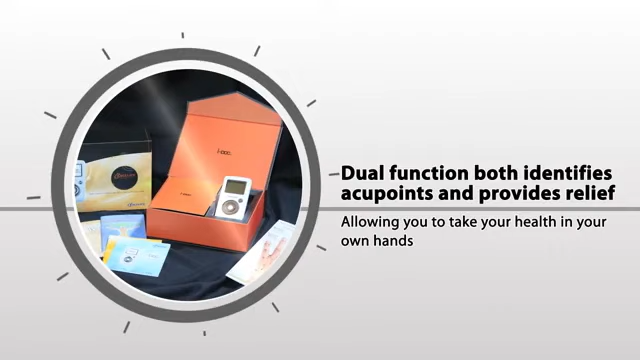 Dual function both identifies
acupoints and provides relief
Allowing you to take your health in your
own hands